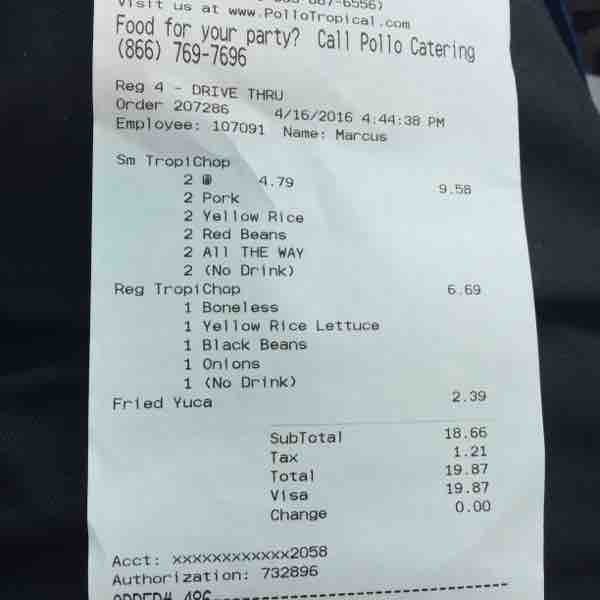 Visit us at www.PolloTropical.com
Food for your party? Call Pollo Catering
(866) 769-7696
Reg 4 - DRIVE THRU
Order 207286 4/16/2016 4:44:38 PM
Employee: 107091 Name: Marcus
Sm TropiChop
2 @ 4.79 9.58
2 Pork
2 Yellow Rice
2 Red Beans
2 All THE WAY
2 (No Drink)
Reg TropiChop 6.69
1 Boneless
1 Yellow Rice Lettuce
1 Black Beans
1 Onions
1 (No Drink)
Fried Yuca 2.39
SubTotal 18.66
Tax 1.21
Total 19.87
Visa 19.87
Change 0.00
Acct: xxxxxxxxxxxx2058
Authorization: 732896